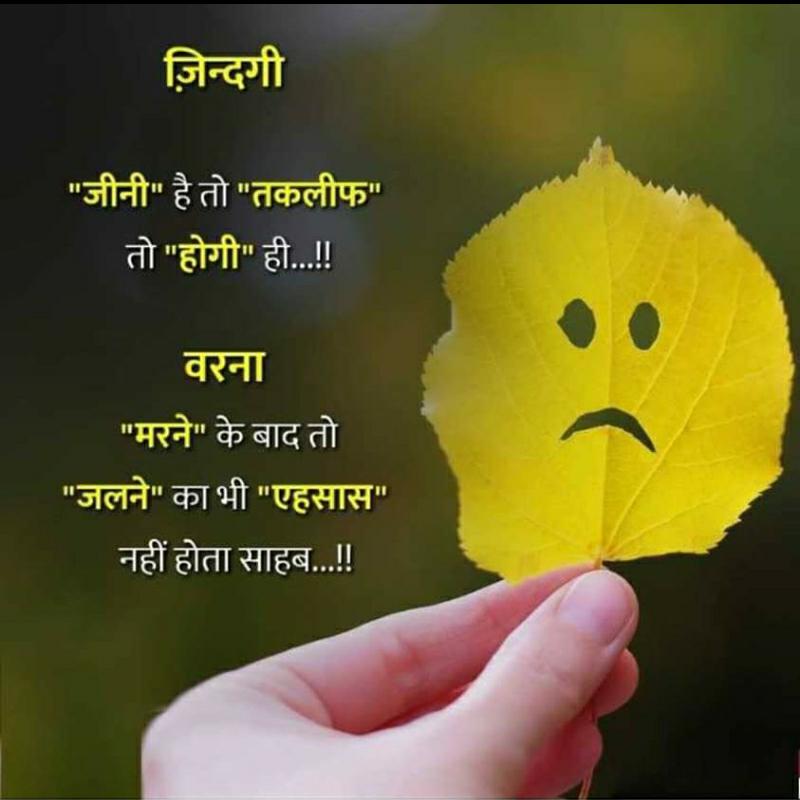 ज़िन्दगी
"जीनी" है तो "तकलीफ"
तो "होगी" ही...!!
वरना
"मरने" के बाद तो
"जलने" का भी "एहसास"
नहीं होता साहब...!!